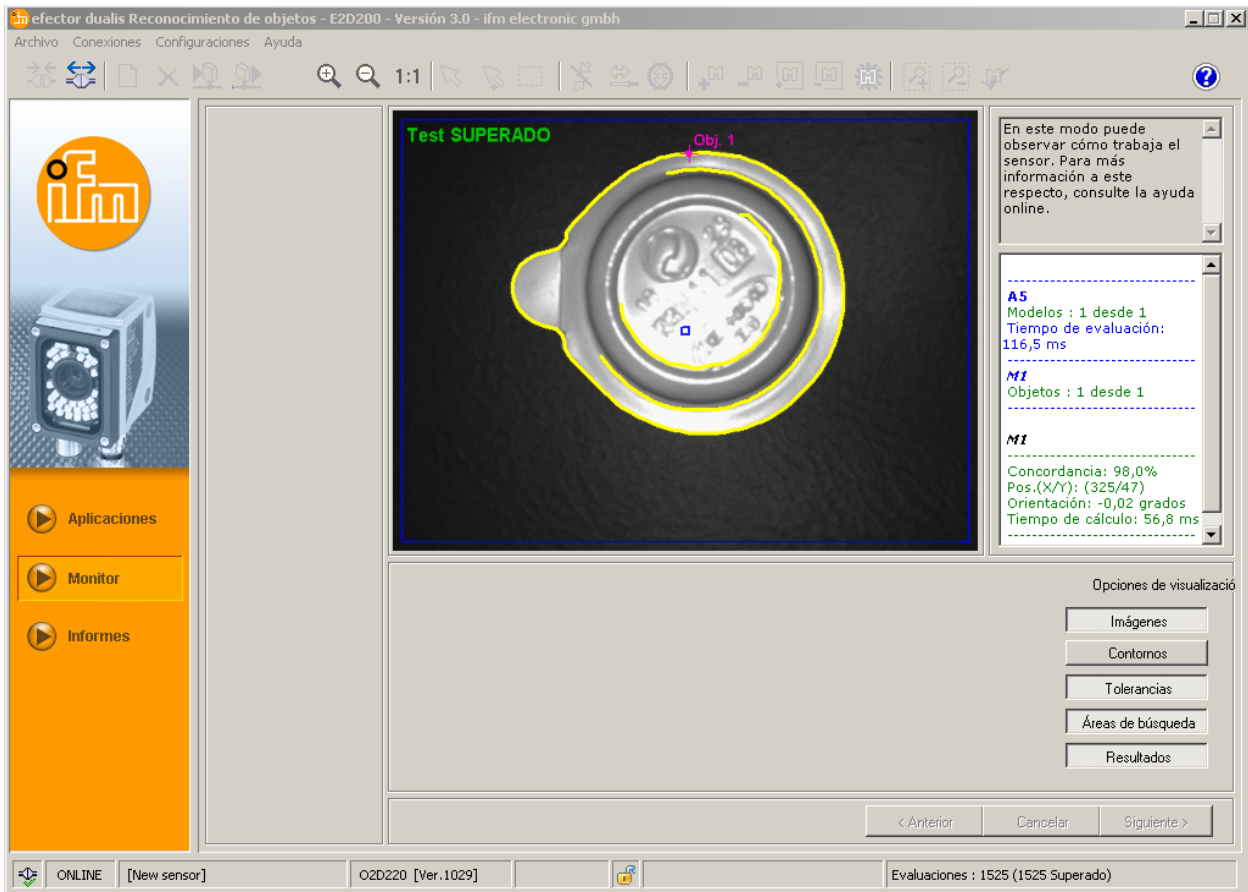 efector dualis Reconocimiento de objetos - E2D200 - Versión 3.0 - ifm electronic gmbh
Archivo Conexiones Configuraciones Ayuda
1:1
ifm
Aplicaciones
Monitor
Informes
Test SUPERADO
Obj. 1
En este modo puede
observar cómo trabaja el
sensor. Para más
información a este
respecto, consulte la ayuda
online.
A5
Modelos : 1 desde 1
Tiempo de evaluación:
116,5 ms
M1
Objetos : 1 desde 1
M1
Concordancia: 98,0%
Pos.(X/Y): (325/47)
Orientación: -0,02 grados
Tiempo de cálculo: 56,8 ms
Opciones de visualizació
Imágenes
Contornos
Tolerancias
Áreas de búsqueda
Resultados
< Anterior
Cancelar
Siguiente >
ONLINE
[New sensor]
O2D220 [Ver.1029]
Evaluaciones : 1525 (1525 Superado)